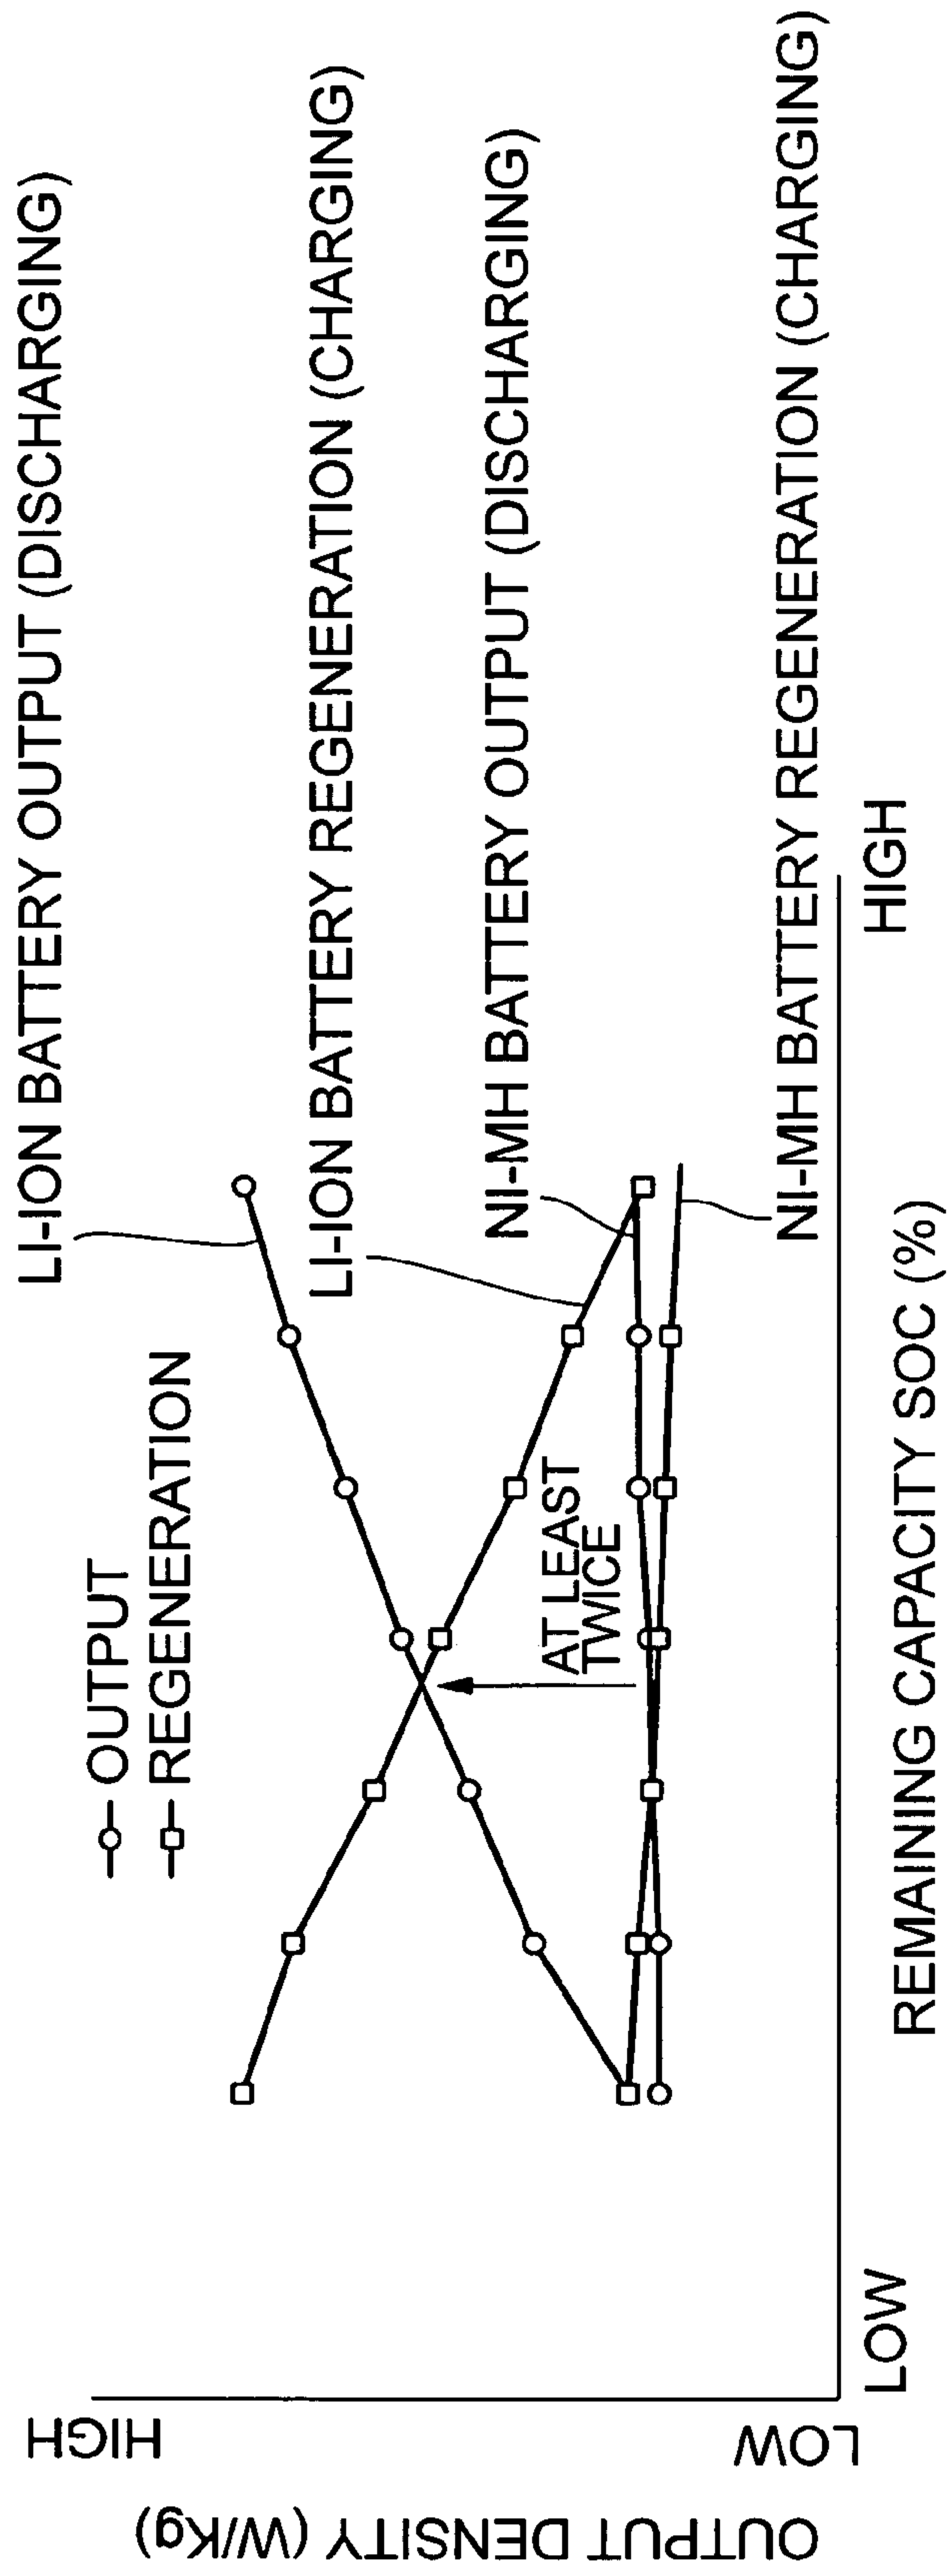 LI-ION BATTERY OUTPUT (DISCHARGING)
LI-ION BATTERY REGENERATION (CHARGING)
NI-MH BATTERY OUTPUT (DISCHARGING)
NI-MH BATTERY REGENERATION (CHARGING)
OUTPUT
REGENERATION
AT LEAST
TWICE
HIGH
LOW
OUTPUT DENSITY (W/Kg)
LOW
HIGH
REMAINING CAPACITY SOC (%)